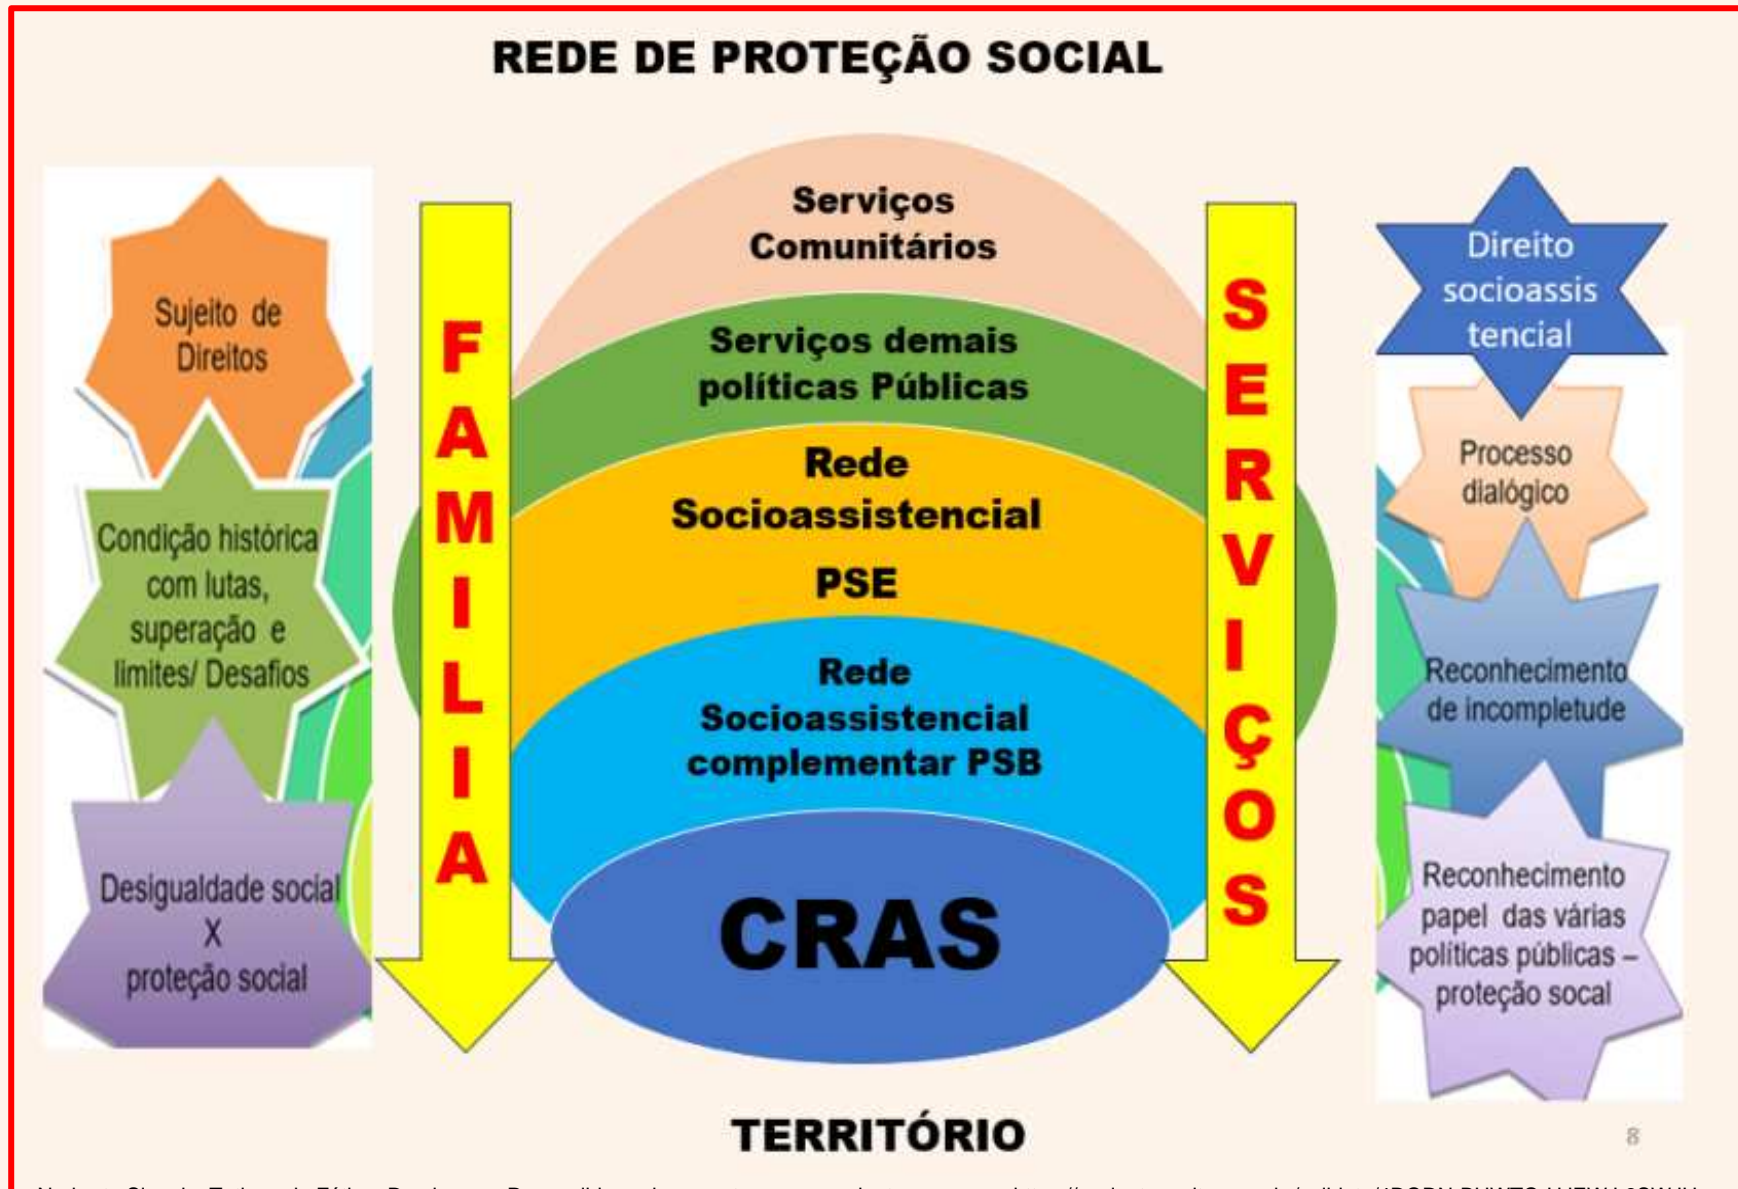 REDE DE PROTEÇÃO SOCIAL
Sujeito de
Direitos
Condição histórica
com lutas,
superação e
limites/ Desafios
Desigualdade social
X
proteção social
FAMILIA
Serviços
Comunitários
Serviços demais
políticas Públicas
Rede
Socioassistencial
PSE
Rede
Socioassistencial
complementar PSB
CRAS
SERVIÇOS
Direito
socioassis
tencial
Processo
dialógico
Reconhecimento
de incompletude
Reconhecimento
papel das várias
políticas públicas –
proteção socal
TERRITÓRIO
8